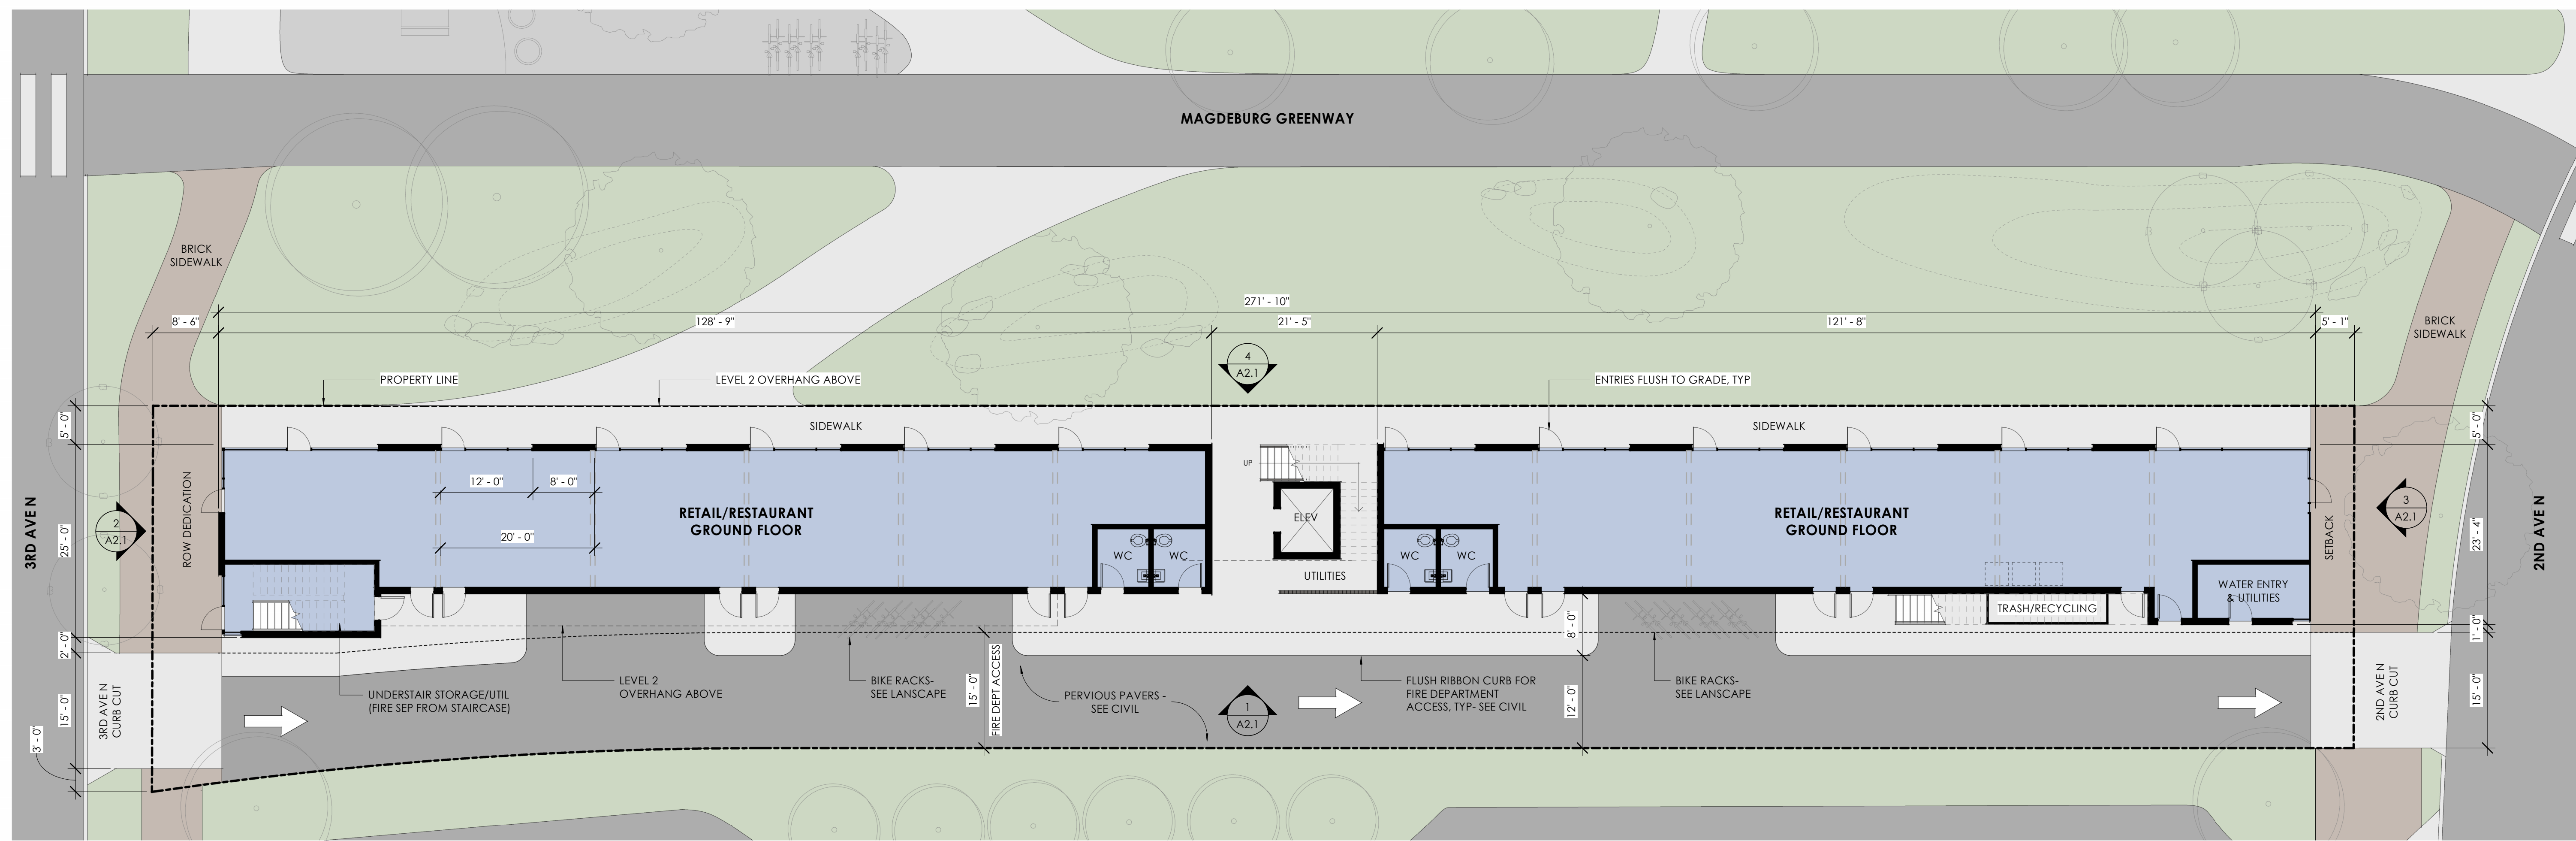 MAGDEBURG GREENWAY
BRICK
SIDEWALK
271' - 10"
8' - 6"
128' - 9"
21' - 5"
121' - 8"
5' - 1"
BRICK
SIDEWALK
4
A2.1
PROPERTY LINE
LEVEL 2 OVERHANG ABOVE
ENTRIES FLUSH TO GRADE, TYP
5' - 0"
SIDEWALK
SIDEWALK
5' - 0"
UP
12' - 0"
8' - 0"
20' - 0"
RETAIL/RESTAURANT
GROUND FLOOR
ELEV
RETAIL/RESTAURANT
GROUND FLOOR
3RD AVE N
2
A2.1
ROW DEDICATION
25' - 0"
3
A2.1
SETBACK
23' - 4"
2ND AVE N
WC
WC
WC
WC
UTILITIES
WATER ENTRY
& UTILITIES
TRASH/RECYCLING
2' - 0"
8' - 0"
1' - 0"
UNDERSTAIR STORAGE/UTIL
(FIRE SEP FROM STAIRCASE)
LEVEL 2
OVERHANG ABOVE
BIKE RACKS-
SEE LANSCAPE
15' - 0"
FIRE DEPT ACCESS
PERVIOUS PAVERS -
SEE CIVIL
1
A2.1
FLUSH RIBBON CURB FOR
FIRE DEPARTMENT
ACCESS, TYP- SEE CIVIL
12' - 0"
BIKE RACKS-
SEE LANSCAPE
3RD AVE N
CURB CUT
15' - 0"
3' - 0"
2ND AVE N
CURB CUT
15' - 0"